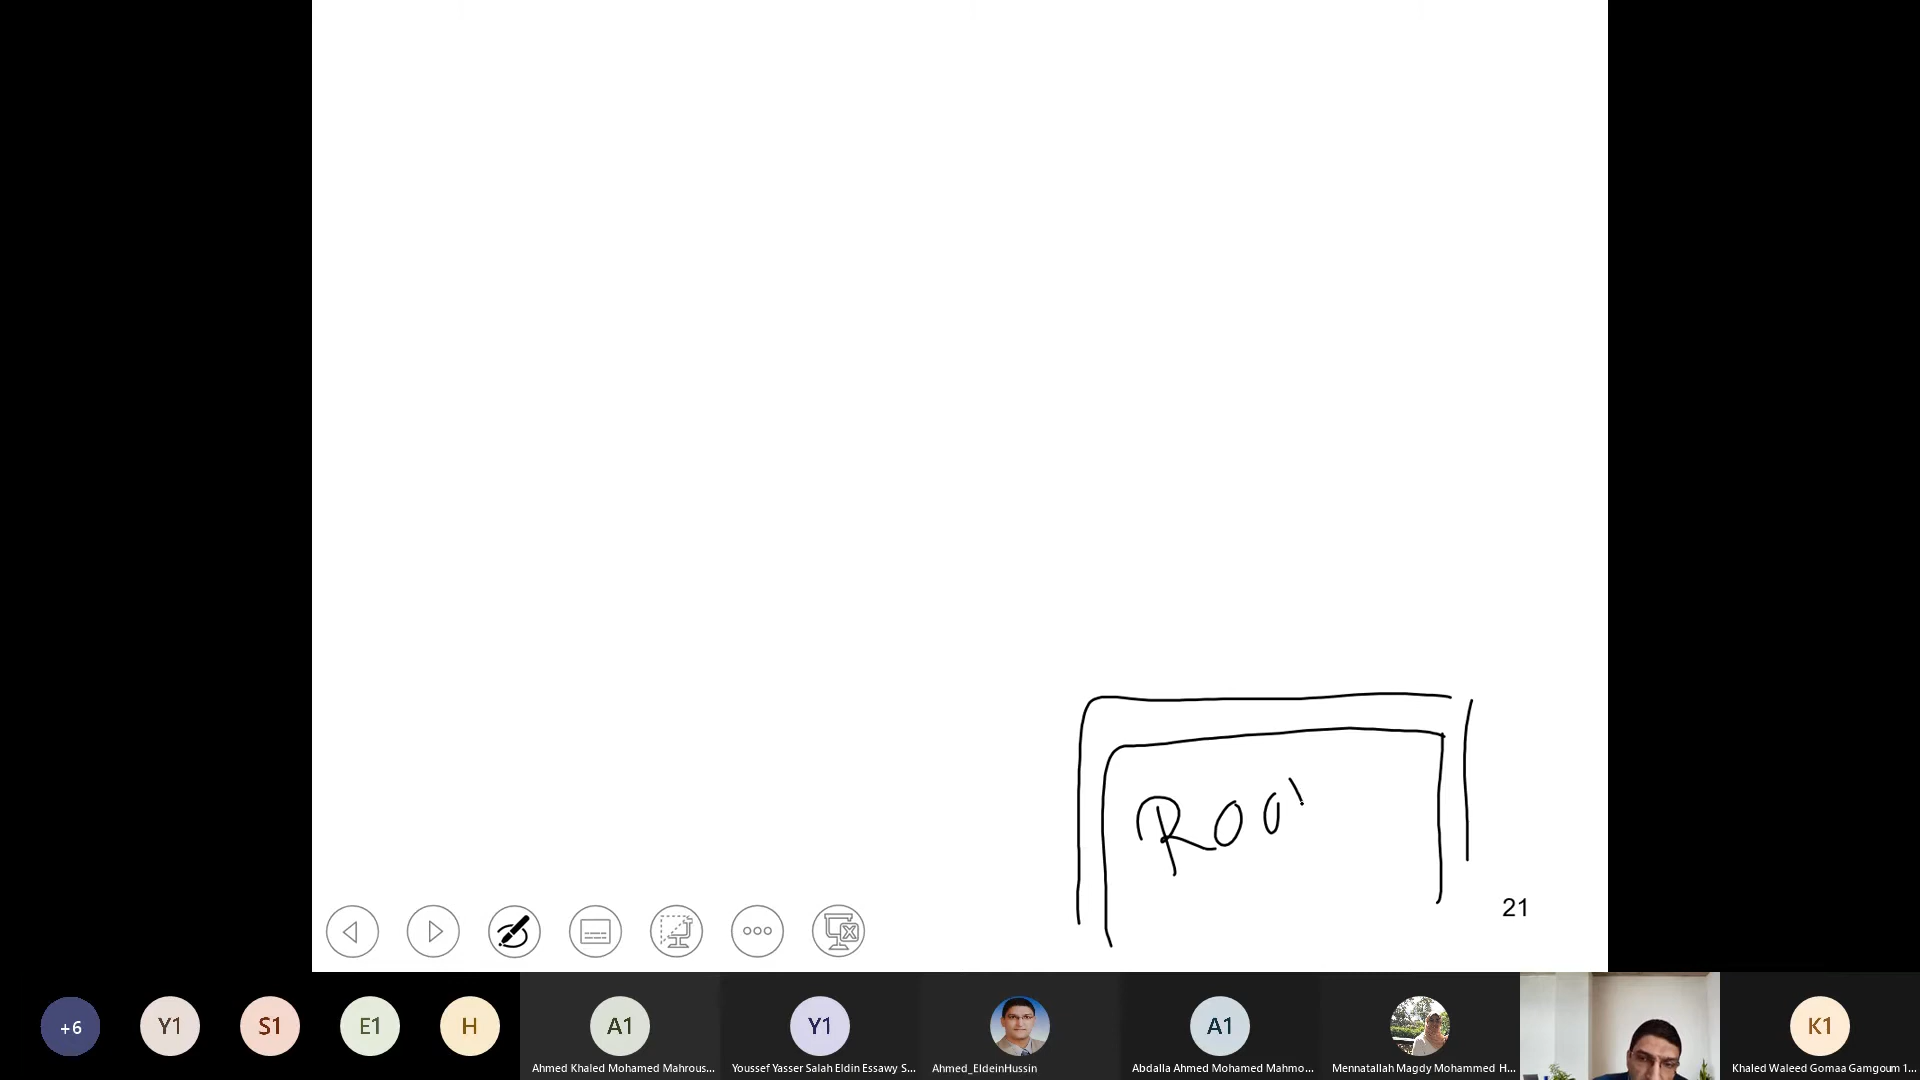 ROO
21
+6
Y1
S1
E1
H
A1
Y1
A1
K1
Ahmed Khaled Mohamed Mahrous...
Youssef Yasser Salah Eldin Essawy S...
Ahmed_EldeinHussin
Abdalla Ahmed Mohamed Mahmo...
Mennatallah Magdy Mohammed H...
Khaled Waleed Gomaa Gamgoum 1...